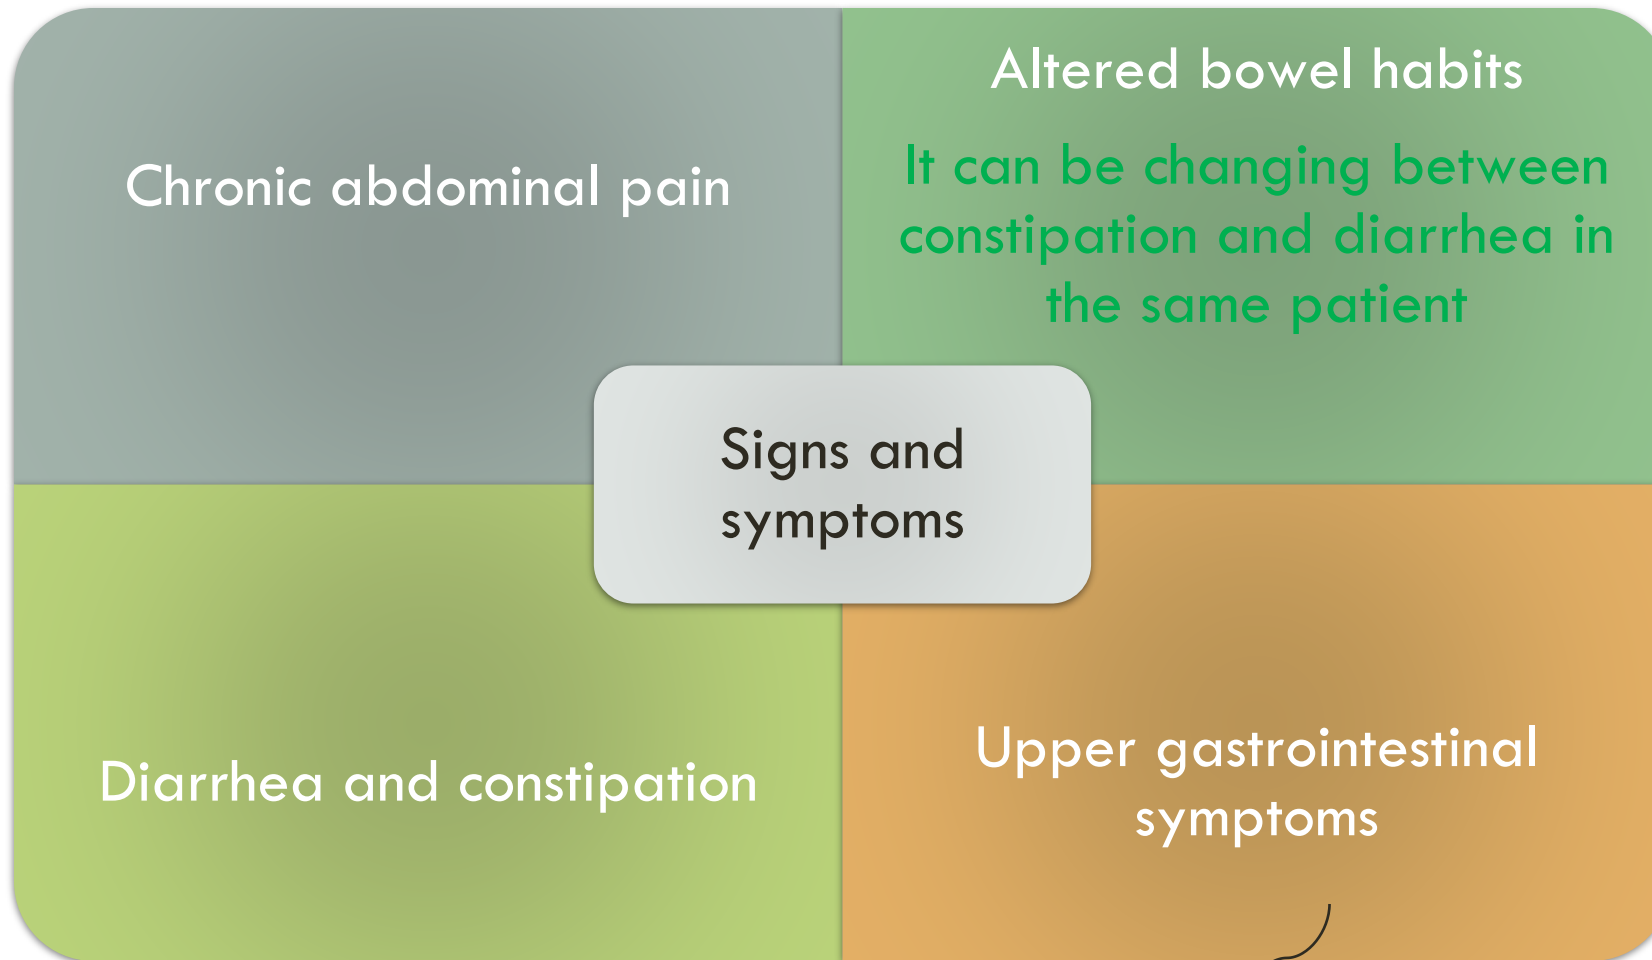 Chronic abdominal pain
Altered bowel habits
It can be changing between
constipation and diarrhea in
the same patient
Signs and
symptoms
Diarrhea and constipation
Upper gastrointestinal
symptoms